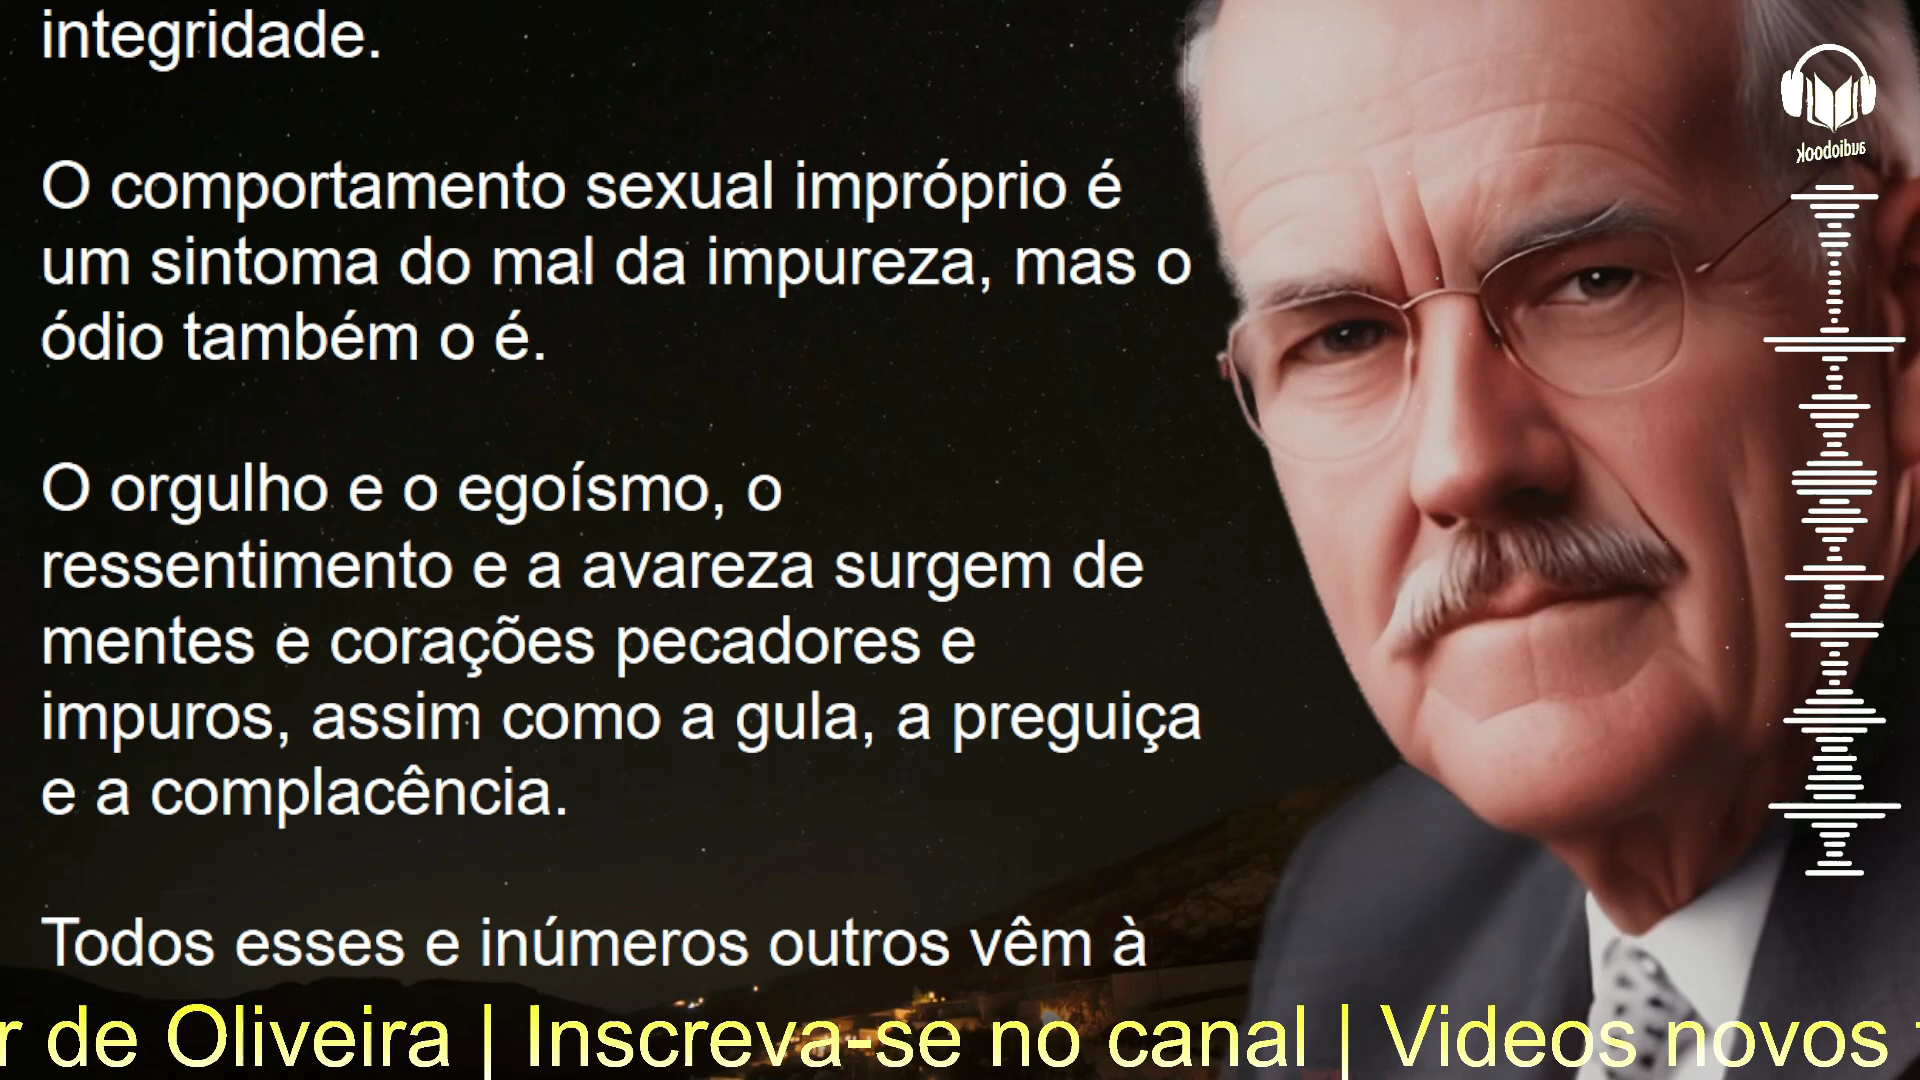 integridade.
O comportamento sexual impróprio é
um sintoma do mal da impureza, mas o
ódio também o é.
O orgulho e o egoísmo, o
ressentimento e a avareza surgem de
mentes e corações pecadores e
impuros, assim como a gula, a preguiça
e a complacência.
Todos esses e inúmeros outros vêm à
r de Oliveira | Inscreva-se no canal | Videos novos
audiobook